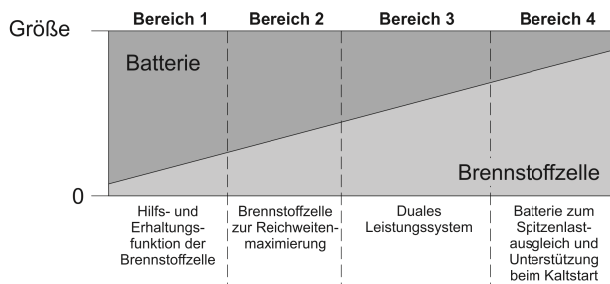 Bereich 1 Bereich 2 Bereich 3 Bereich 4
Größe
Batterie
Brennstoffzelle
0
Hilfs- und
Erhaltungs-
funktion der
Brennstoffzelle
Brennstoffzelle
zur Reichweiten-
maximierung
Duales
Leistungssystem
Batterie zum
Spitzenlast-
ausgleich und
Unterstützung
beim Kaltstart